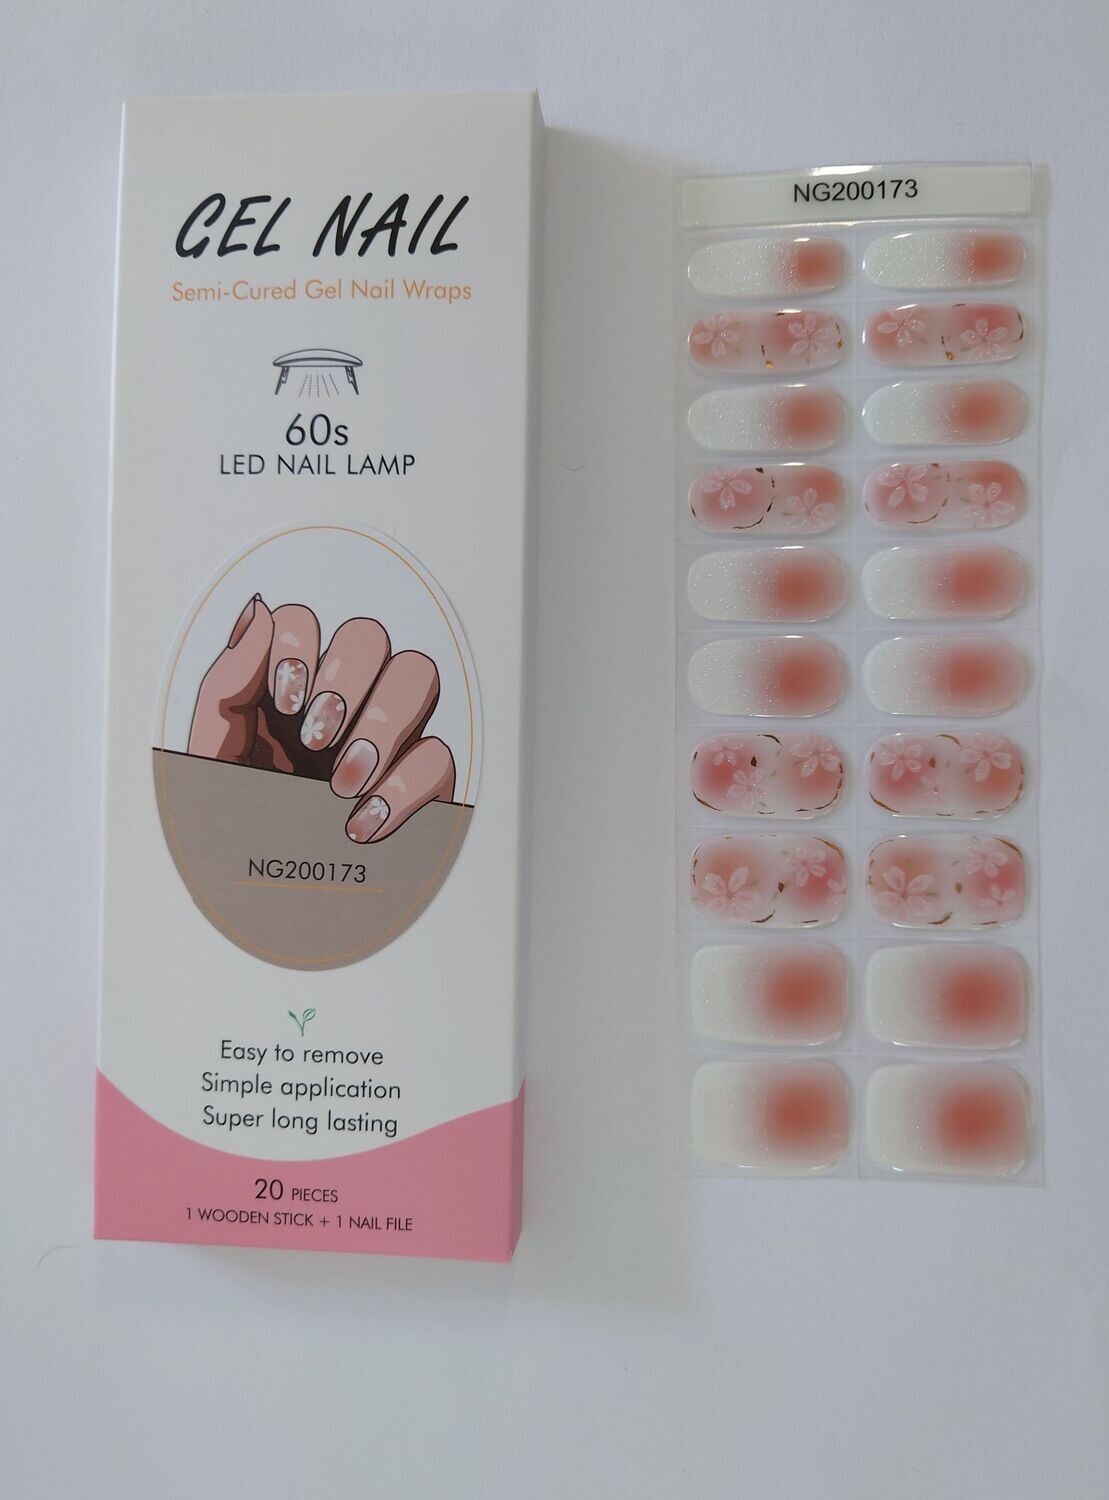 GEL NAIL
Semi-Cured Gel Nail Wraps
60s
LED NAIL LAMP
NG200173
Easy to remove
Simple application
Super long lasting
20 PIECES
1 WOODEN STICK + 1 NAIL FILE
NG200173